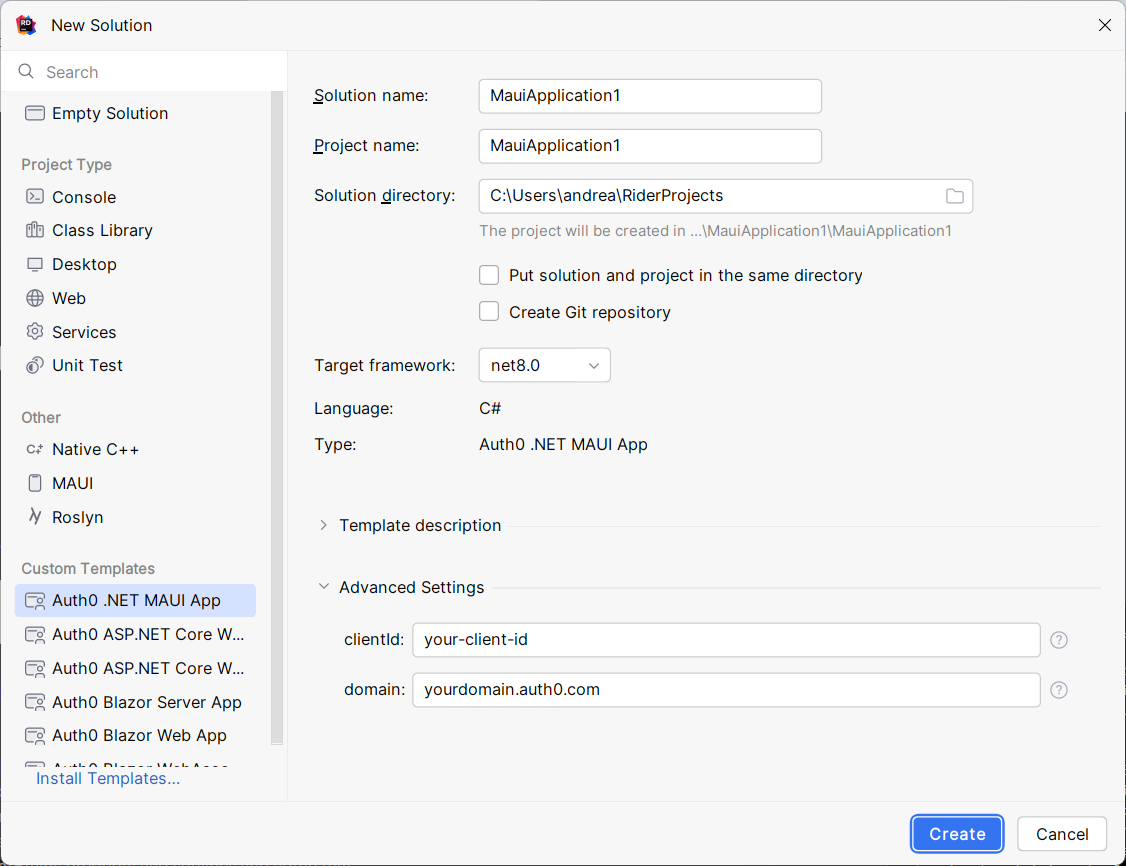 New Solution
Search
Empty Solution
Project Type
Console
Class Library
Desktop
Web
Services
Unit Test
Other
Native C++
MAUI
Roslyn
Custom Templates
Auth0 .NET MAUI App
Auth0 ASP.NET Core W...
Auth0 ASP.NET Core W...
Auth0 Blazor Server App
Auth0 Blazor Web App
Install Templates...
Solution name: MauiApplication1
Project name: MauiApplication1
Solution directory: C:\Users\andrea\RiderProjects
The project will be created in ...\MauiApplication1\MauiApplication1
Put solution and project in the same directory
Create Git repository
Target framework: net8.0
Language: C#
Type: Auth0 .NET MAUI App
Template description
Advanced Settings
clientId: your-client-id
domain: yourdomain.auth0.com
Create Cancel